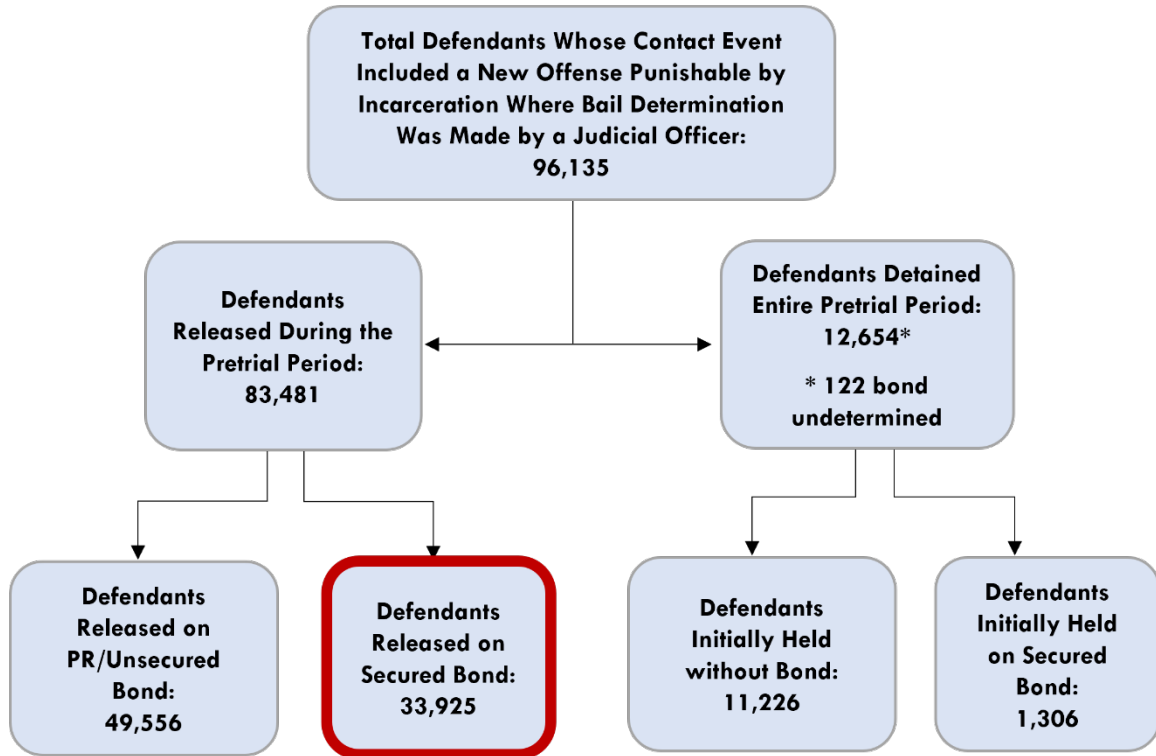 Total Defendants Whose Contact Event
Included a New Offense Punishable by
Incarceration Where Bail Determination
Was Made by a Judicial Officer:
96,135
Defendants
Released During the
Pretrial Period:
83,481
Defendants Detained
Entire Pretrial Period:
12,654*
* 122 bond
undetermined
Defendants
Released on
PR/Unsecured
Bond:
49,556
Defendants
Released on
Secured Bond:
33,925
Defendants
Initially Held
without Bond:
11,226
Defendants
Initially Held
on Secured
Bond:
1,306